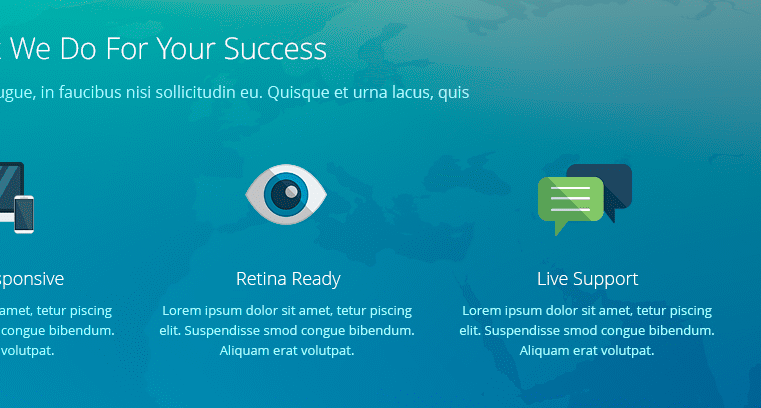 We Do For Your Success
ugue, in faucibus nisi sollicitudin eu. Quisque et urna lacus, quis
sponsive
Retina Ready
Live Support
amet, tetur piscing
congue bibendum.
volutpat.
Lorem ipsum dolor sit amet, tetur piscing
elit. Suspendisse smod congue bibendum.
Aliquam erat volutpat.
Lorem ipsum dolor sit amet, tetur piscing
elit. Suspendisse smod congue bibendum.
Aliquam erat volutpat.